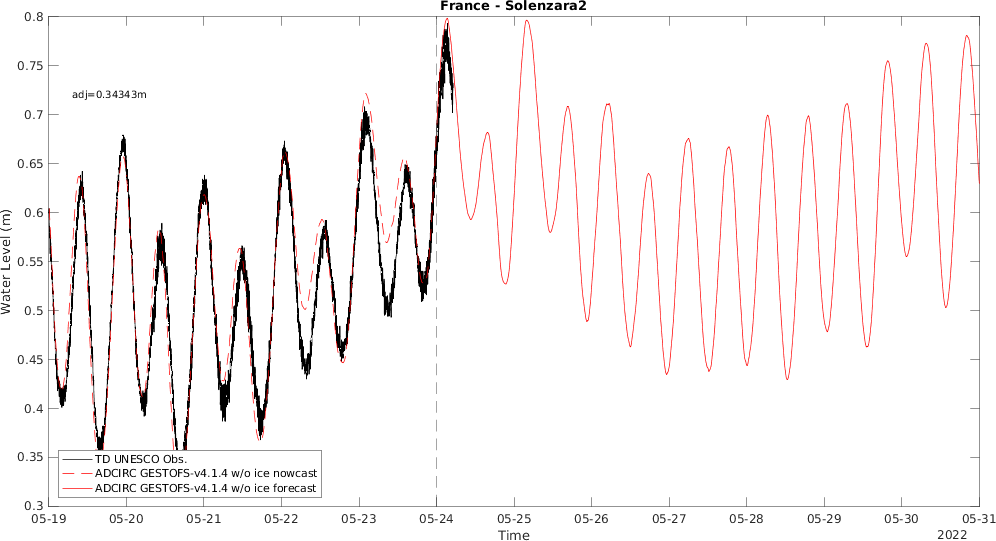 France - Solenzara2
0.8
0.75
0.7
0.65
0.6
0.55
0.5
0.45
0.4
0.35
0.3
Water Level (m)
adj=0.34343m
TD UNESCO Obs.
ADCIRC GESTOFS-v4.1.4 w/o ice nowcast
ADCIRC GESTOFS-v4.1.4 w/o ice forecast
05-19 05-20 05-21 05-22 05-23 05-24 05-25 05-26 05-27 05-28 05-29 05-30 05-31
Time
2022